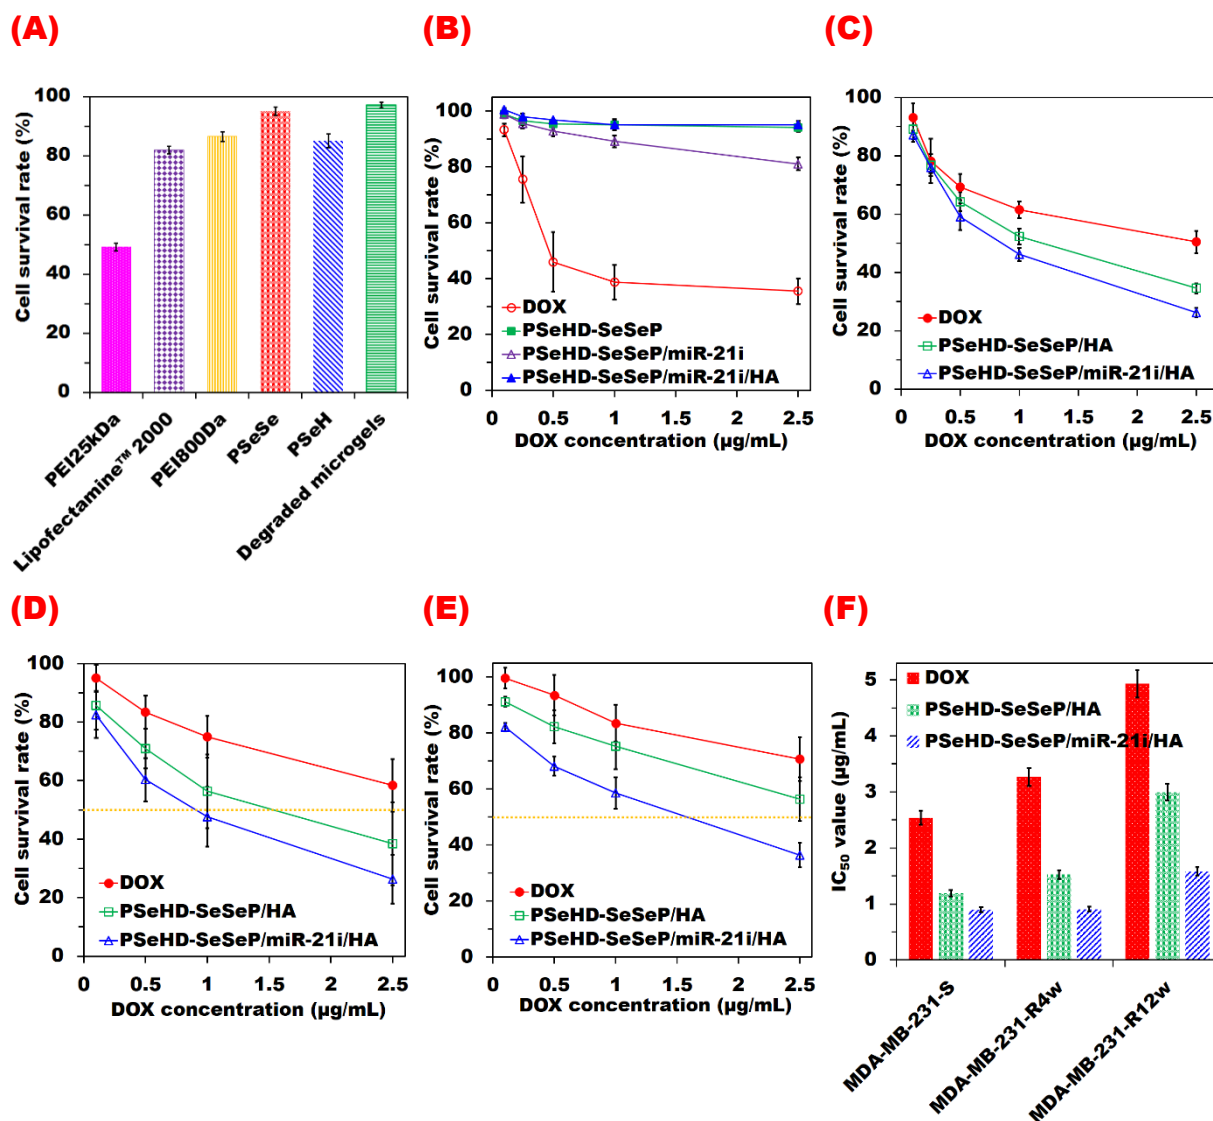 (A)
Cell survival rate (%)
100
80
60
40
20
0
PEI25kDa
Lipofectamine™ 2000
PEI800Da
PSeSe
PSeH
Degraded microgels
(B)
Cell survival rate (%)
100
80
60
40
20
0
DOX
PSeHD-SeSeP
PSeHD-SeSeP/miR-21i
PSeHD-SeSeP/miR-21i/HA
0 0.5 1 1.5 2 2.5
DOX concentration (µg/mL)
(C)
Cell survival rate (%)
100
80
60
40
20
0
DOX
PSeHD-SeSeP/HA
PSeHD-SeSeP/miR-21i/HA
0 0.5 1 1.5 2 2.5
DOX concentration (µg/mL)
(D)
Cell survival rate (%)
100
80
60
40
20
0
DOX
PSeHD-SeSeP/HA
PSeHD-SeSeP/miR-21i/HA
0 0.5 1 1.5 2 2.5
DOX concentration (µg/mL)
(E)
Cell survival rate (%)
100
80
60
40
20
0
DOX
PSeHD-SeSeP/HA
PSeHD-SeSeP/miR-21i/HA
0 0.5 1 1.5 2 2.5
DOX concentration (µg/mL)
(F)
IC₅₀ value (µg/mL)
5
4
3
2
1
0
DOX
PSeHD-SeSeP/HA
PSeHD-SeSeP/miR-21i/HA
MDA-MB-231-S
MDA-MB-231-R4w
MDA-MB-231-R12w